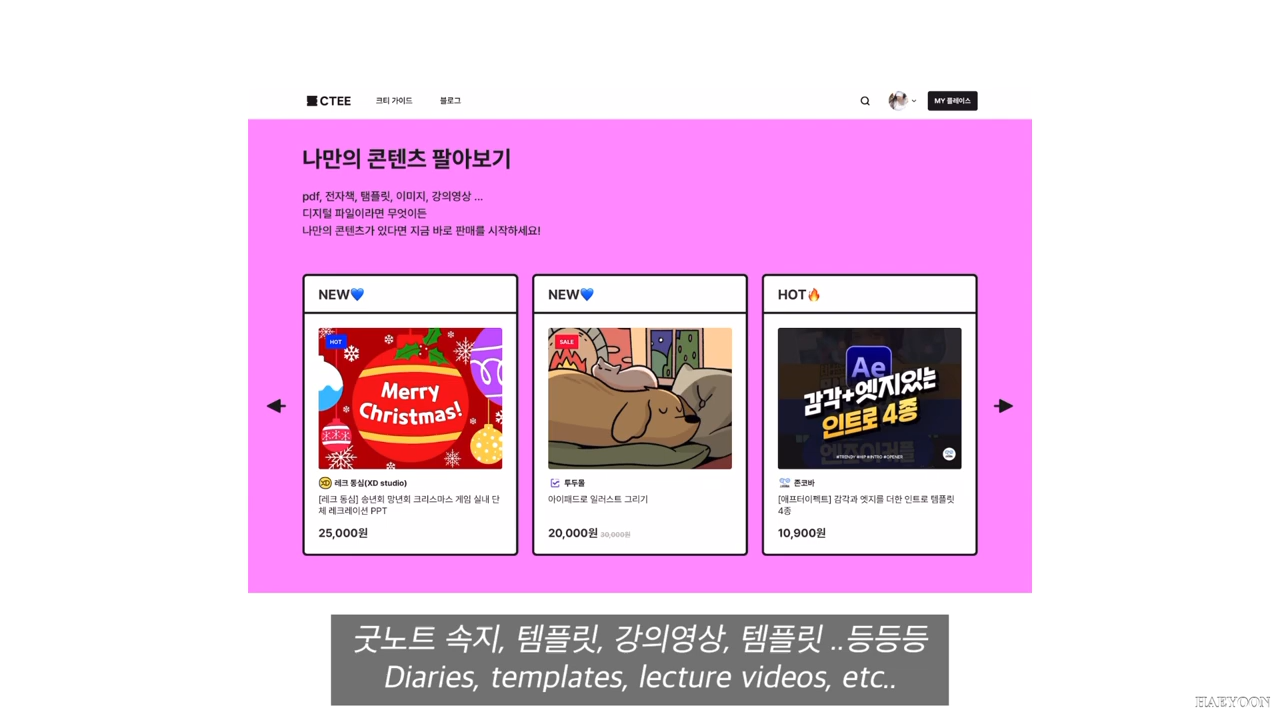 CTEE
크티 가이드
블로그
MY 플레이스
나만의 콘텐츠 팔아보기
pdf, 전자책, 탬플릿, 이미지, 강의영상 ...
디지털 파일이라면 무엇이든
나만의 콘텐츠가 있다면 지금 바로 판매를 시작하세요!
NEW💙
HOT
Merry
Christmas!
XD 레크 통심(XD studio)
[레크 동심] 송년회 망년회 크리스마스 게임 실내 단
체 레크레이션 PPT
25,000원
NEW💙
SALE
투두몰
아이패드로 일러스트 그리기
20,000원 30,000원
HOT🔥
Ae
감각+엣지있는
인트로 4종
#TRENDY #HIP #INTRO #OPENER
존코바
[애프터이펙트] 감각과 엣지를 더한 인트로 템플릿
4종
10,900원
굿노트 속지, 템플릿, 강의영상, 템플릿 ..등등등
Diaries, templates, lecture videos, etc..
HAEYOON